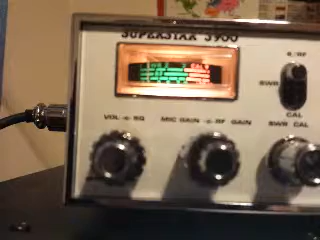 SUPERSTAR 3900
S/RF
SWR
CAL
VOL SQ MIC GAIN RF GAIN SWR CAL